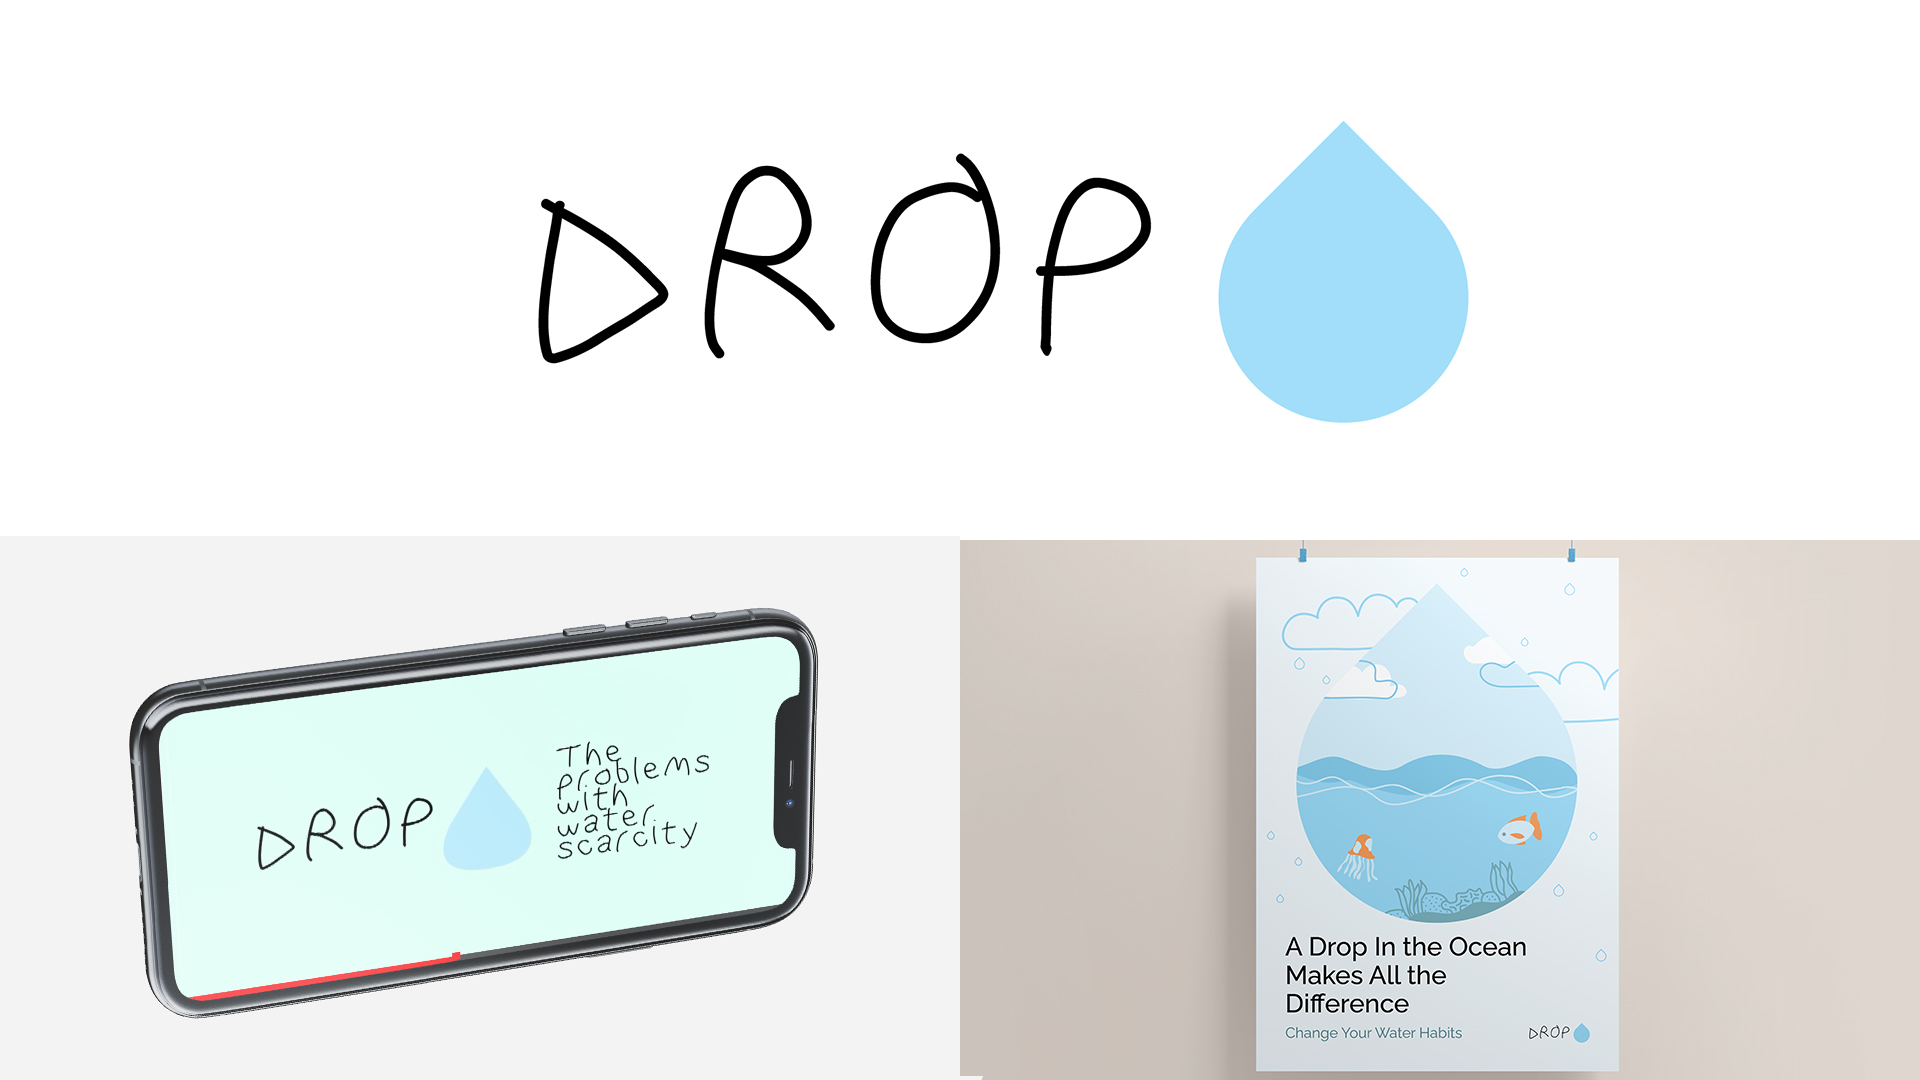 DROP
DROP
The
problems
with
water
scarcity
A Drop In the Ocean
Makes All the
Difference
Change Your Water Habits
DROP